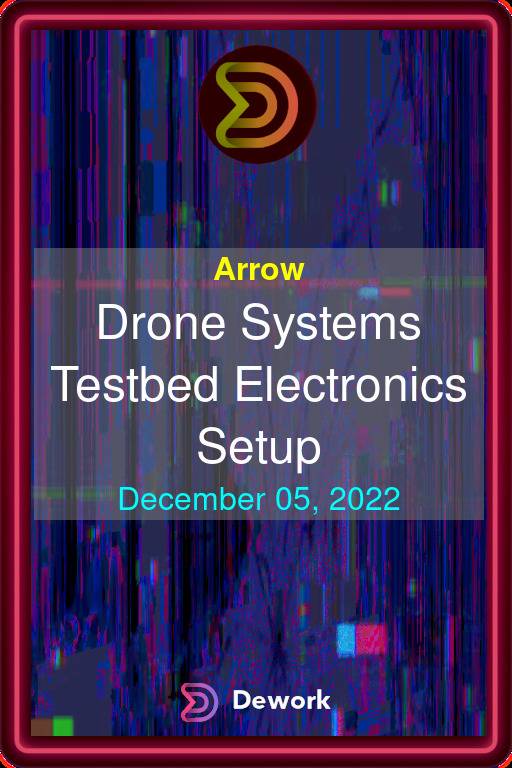 Arrow
Drone Systems
Testbed Electronics
Setup
December 05, 2022
Dework